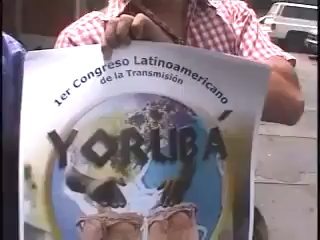 1er Congreso Latinoamericano
de la Transmisión
YORUBÁ